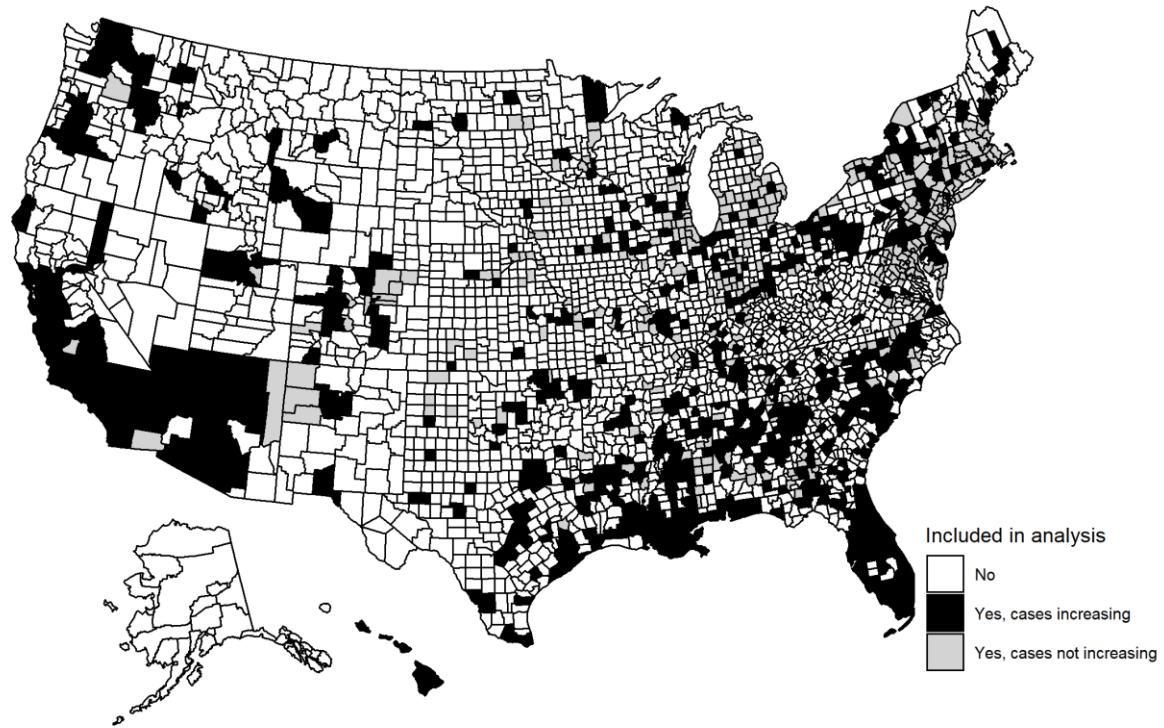 Included in analysis
No
Yes, cases increasing
Yes, cases not increasing